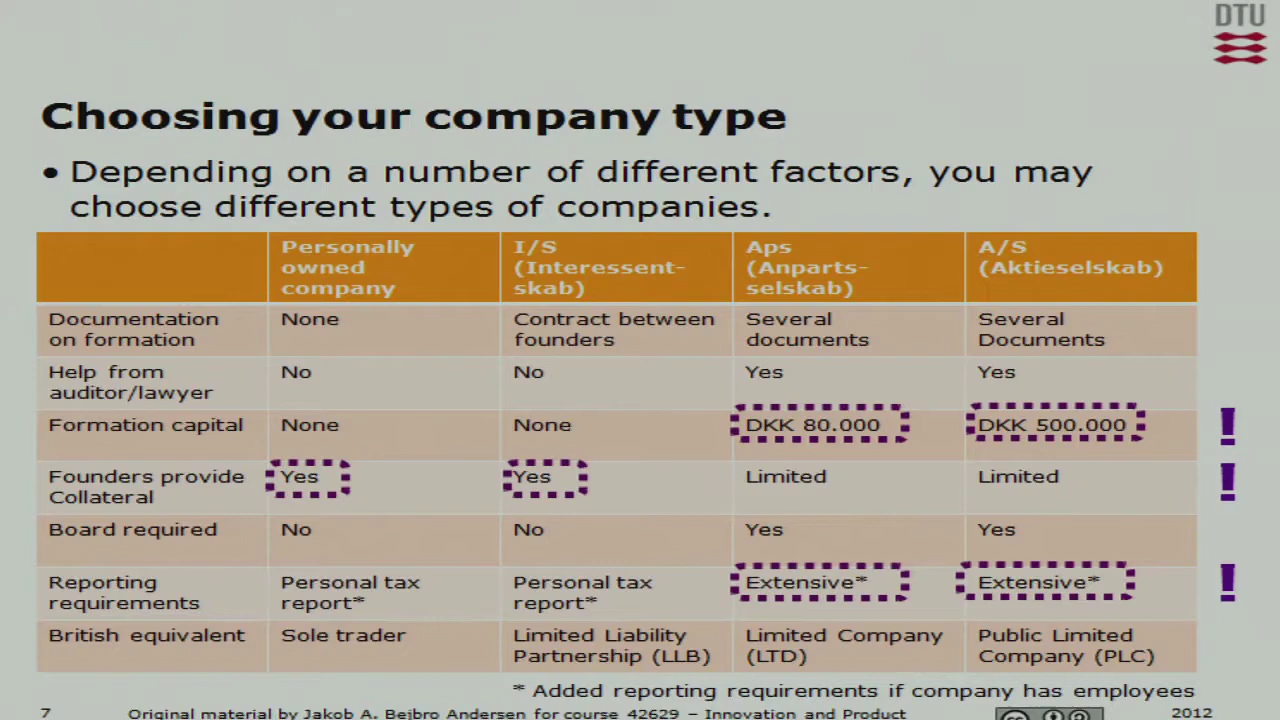 DTU
Choosing your company type
• Depending on a number of different factors, you may
choose different types of companies.
Personally
owned
company
I/S
(Interessent-
skab)
Aps
(Anparts-
selskab)
A/S
(Aktieselskab)
Documentation
on formation
None
Contract between
founders
Several
documents
Several
Documents
Help from
auditor/lawyer
No
No
Yes
Yes
Formation capital
None
None
DKK 80.000
DKK 500.000
!
Founders provide
Collateral
Yes
Yes
Limited
Limited
!
Board required
No
No
Yes
Yes
Reporting
requirements
Personal tax
report*
Personal tax
report*
Extensive*
Extensive*
!
British equivalent
Sole trader
Limited Liability
Partnership (LLB)
Limited Company
(LTD)
Public Limited
Company (PLC)
* Added reporting requirements if company has employees
7
Original material by Jakob A. Bejbro Andersen for course 42629 – Innovation and Product
cc
2012